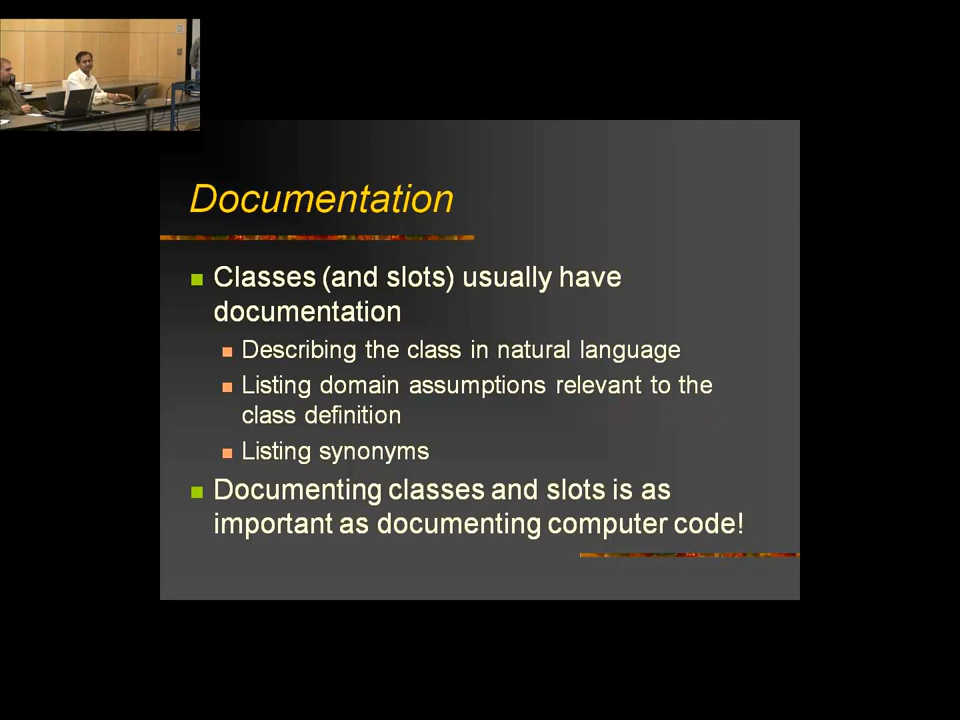 Documentation
Classes (and slots) usually have
documentation
Describing the class in natural language
Listing domain assumptions relevant to the
class definition
Listing synonyms
Documenting classes and slots is as
important as documenting computer code!